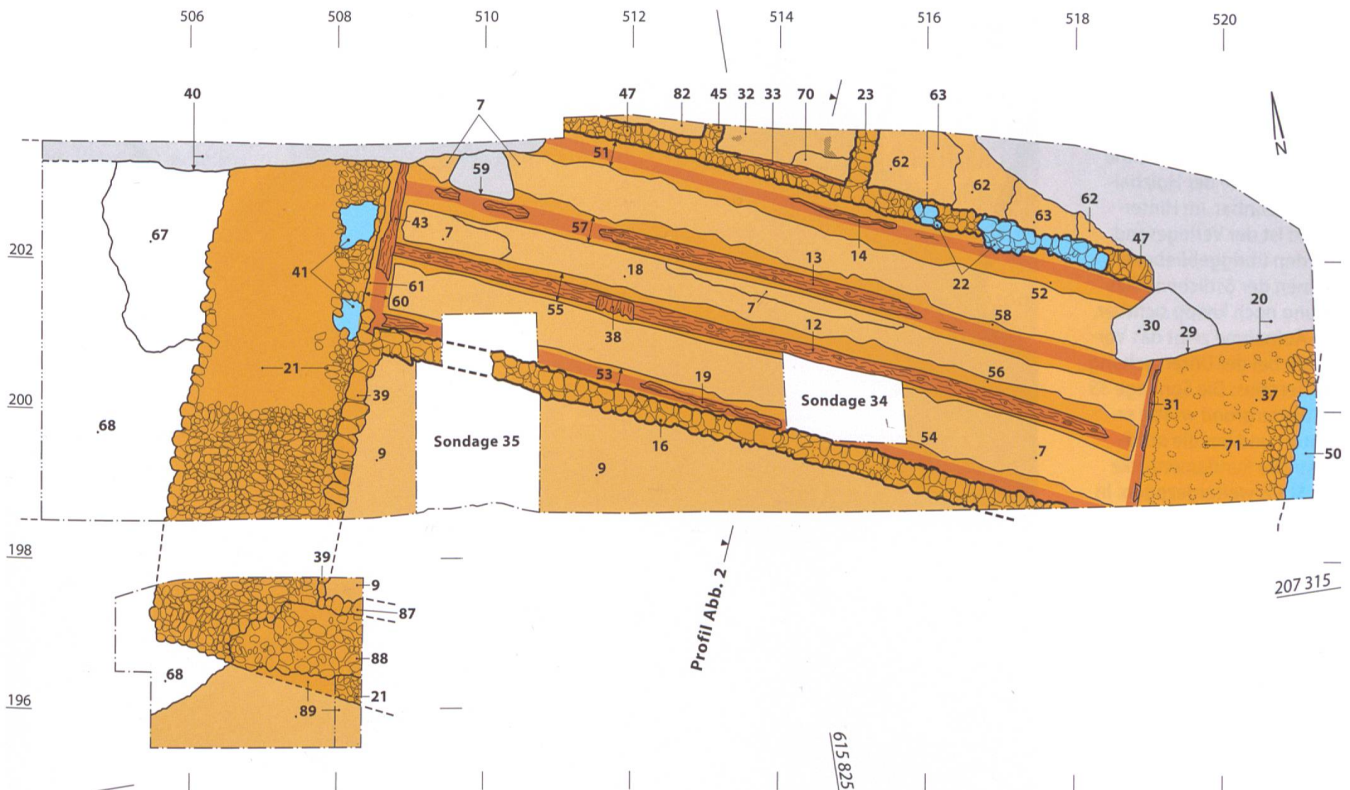 506 508 510 512 514 516 518 520
40 7 47 82 45 32 33 70 23 63
N
51 62
59 62 62
67 43 7 57 63 47
202
41 18 13 14 22 52 20
61 60 55 7 58 30 29
38 12
21 53 19 56 37
200
39 Sondage 34 31
68 Sondage 35 54 71
9 16 7 50
9
198
39
9
87
207 315
88
68 Profil Abb. 2
21
196
89
615 825